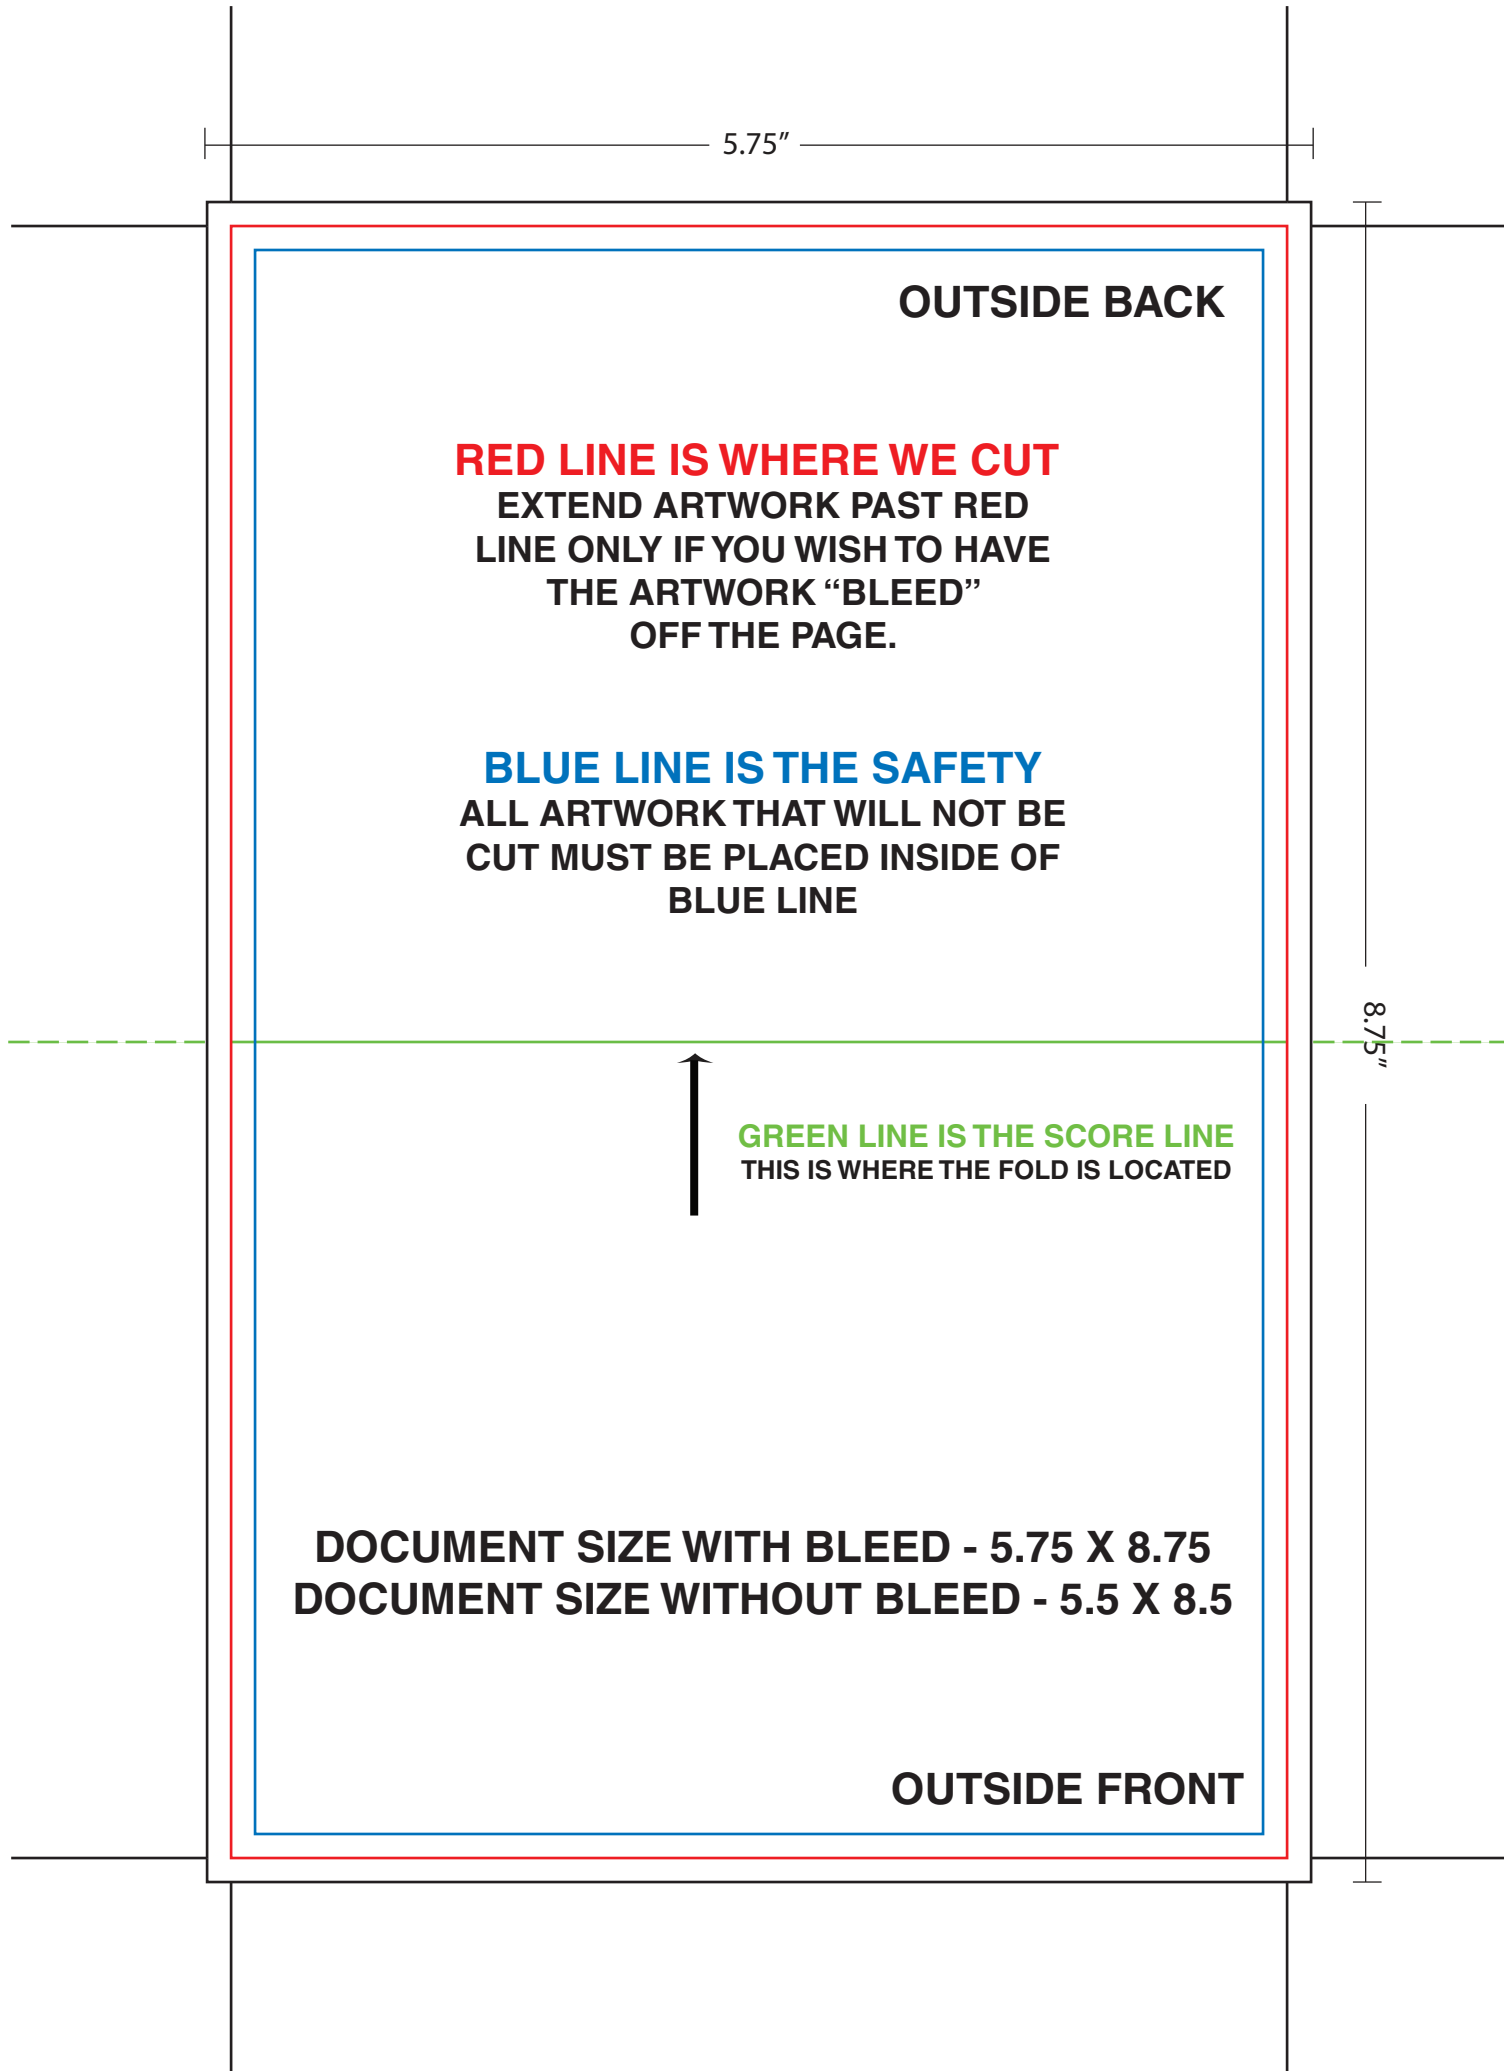 5.75"
OUTSIDE BACK
RED LINE IS WHERE WE CUT
EXTEND ARTWORK PAST RED
LINE ONLY IF YOU WISH TO HAVE
THE ARTWORK “BLEED”
OFF THE PAGE.
BLUE LINE IS THE SAFETY
ALL ARTWORK THAT WILL NOT BE
CUT MUST BE PLACED INSIDE OF
BLUE LINE
8.75"
GREEN LINE IS THE SCORE LINE
THIS IS WHERE THE FOLD IS LOCATED
DOCUMENT SIZE WITH BLEED - 5.75 X 8.75
DOCUMENT SIZE WITHOUT BLEED - 5.5 X 8.5
OUTSIDE FRONT